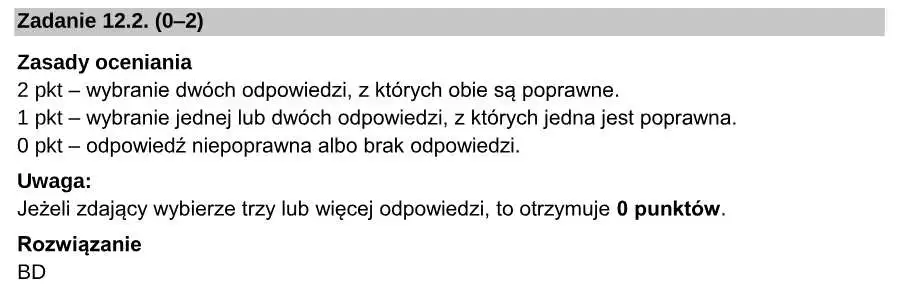 Zadanie 12.2. (0–2)
Zasady oceniania
2 pkt – wybranie dwóch odpowiedzi, z których obie są poprawne.
1 pkt – wybranie jednej lub dwóch odpowiedzi, z których jedna jest poprawna.
0 pkt – odpowiedź niepoprawna albo brak odpowiedzi.
Uwaga:
Jeżeli zdający wybierze trzy lub więcej odpowiedzi, to otrzymuje 0 punktów.
Rozwiązanie
BD